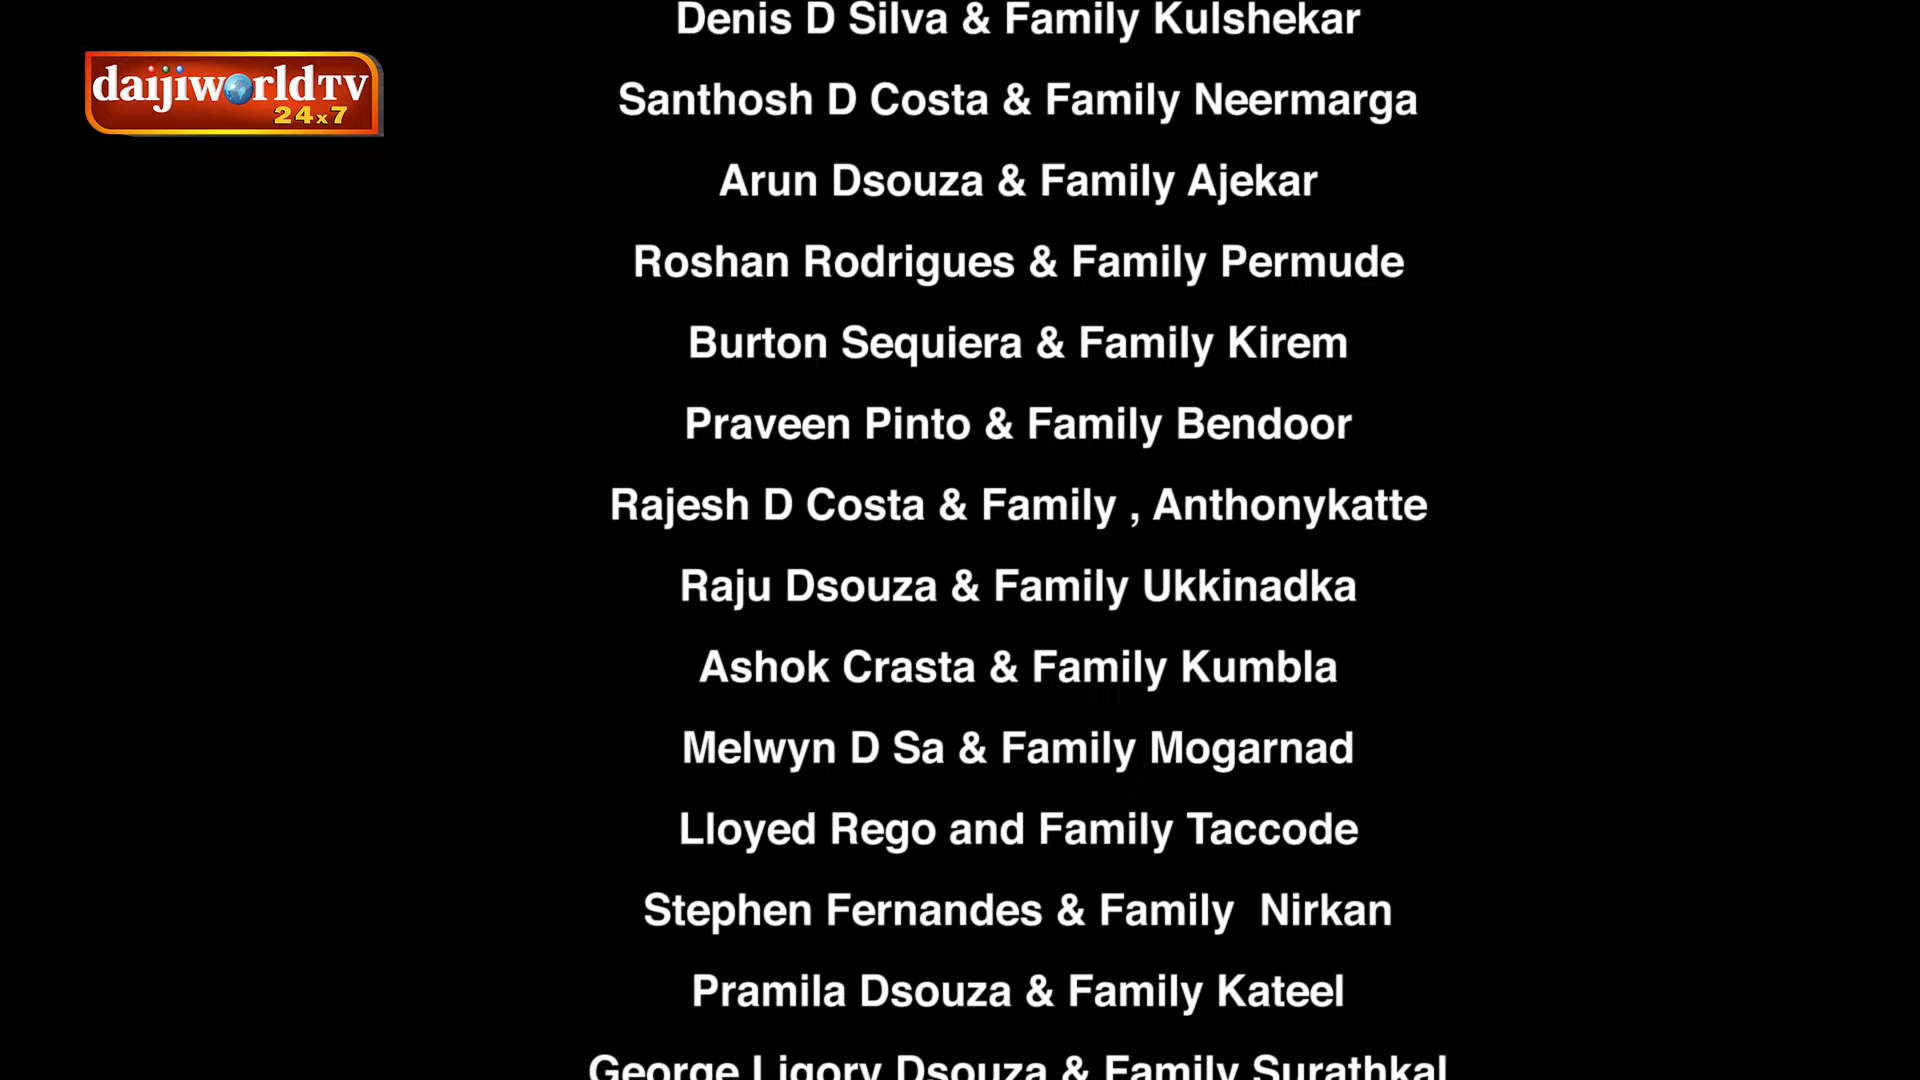 Denis D Silva & Family Kulshekar
daijiworldTV
24x7
Santhosh D Costa & Family Neermarga
Arun Dsouza & Family Ajekar
Roshan Rodrigues & Family Permude
Burton Sequiera & Family Kirem
Praveen Pinto & Family Bendoor
Rajesh D Costa & Family , Anthonykatte
Raju Dsouza & Family Ukkinadka
Ashok Crasta & Family Kumbla
Melwyn D Sa & Family Mogarnad
Lloyed Rego and Family Taccode
Stephen Fernandes & Family  Nirkan
Pramila Dsouza & Family Kateel
George Ligory Dsouza & Family Surathkal